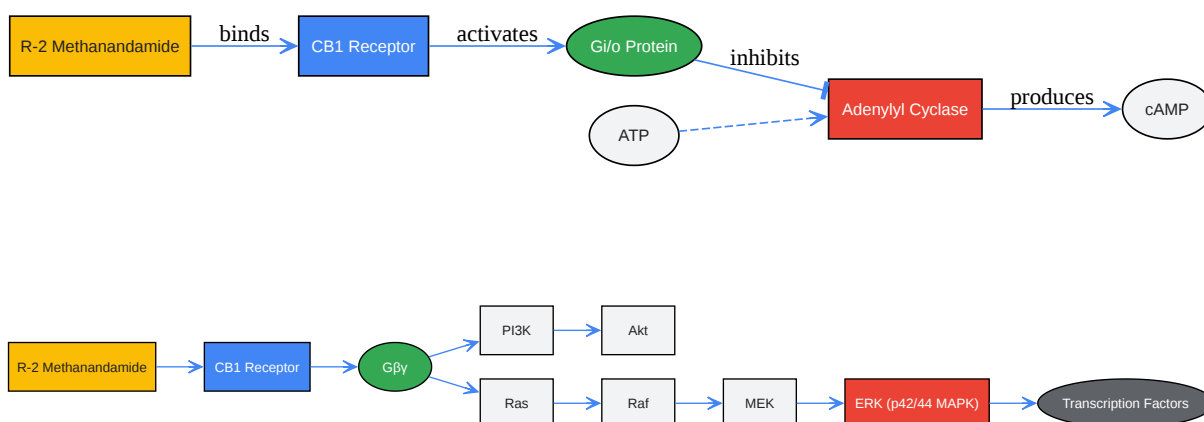 R-2 Methanandamide
binds
CB1 Receptor
activates
Gi/o Protein
inhibits
ATP
Adenylyl Cyclase
produces
cAMP
R-2 Methanandamide
CB1 Receptor
Gβγ
PI3K
Akt
Ras
Raf
MEK
ERK (p42/44 MAPK)
Transcription Factors